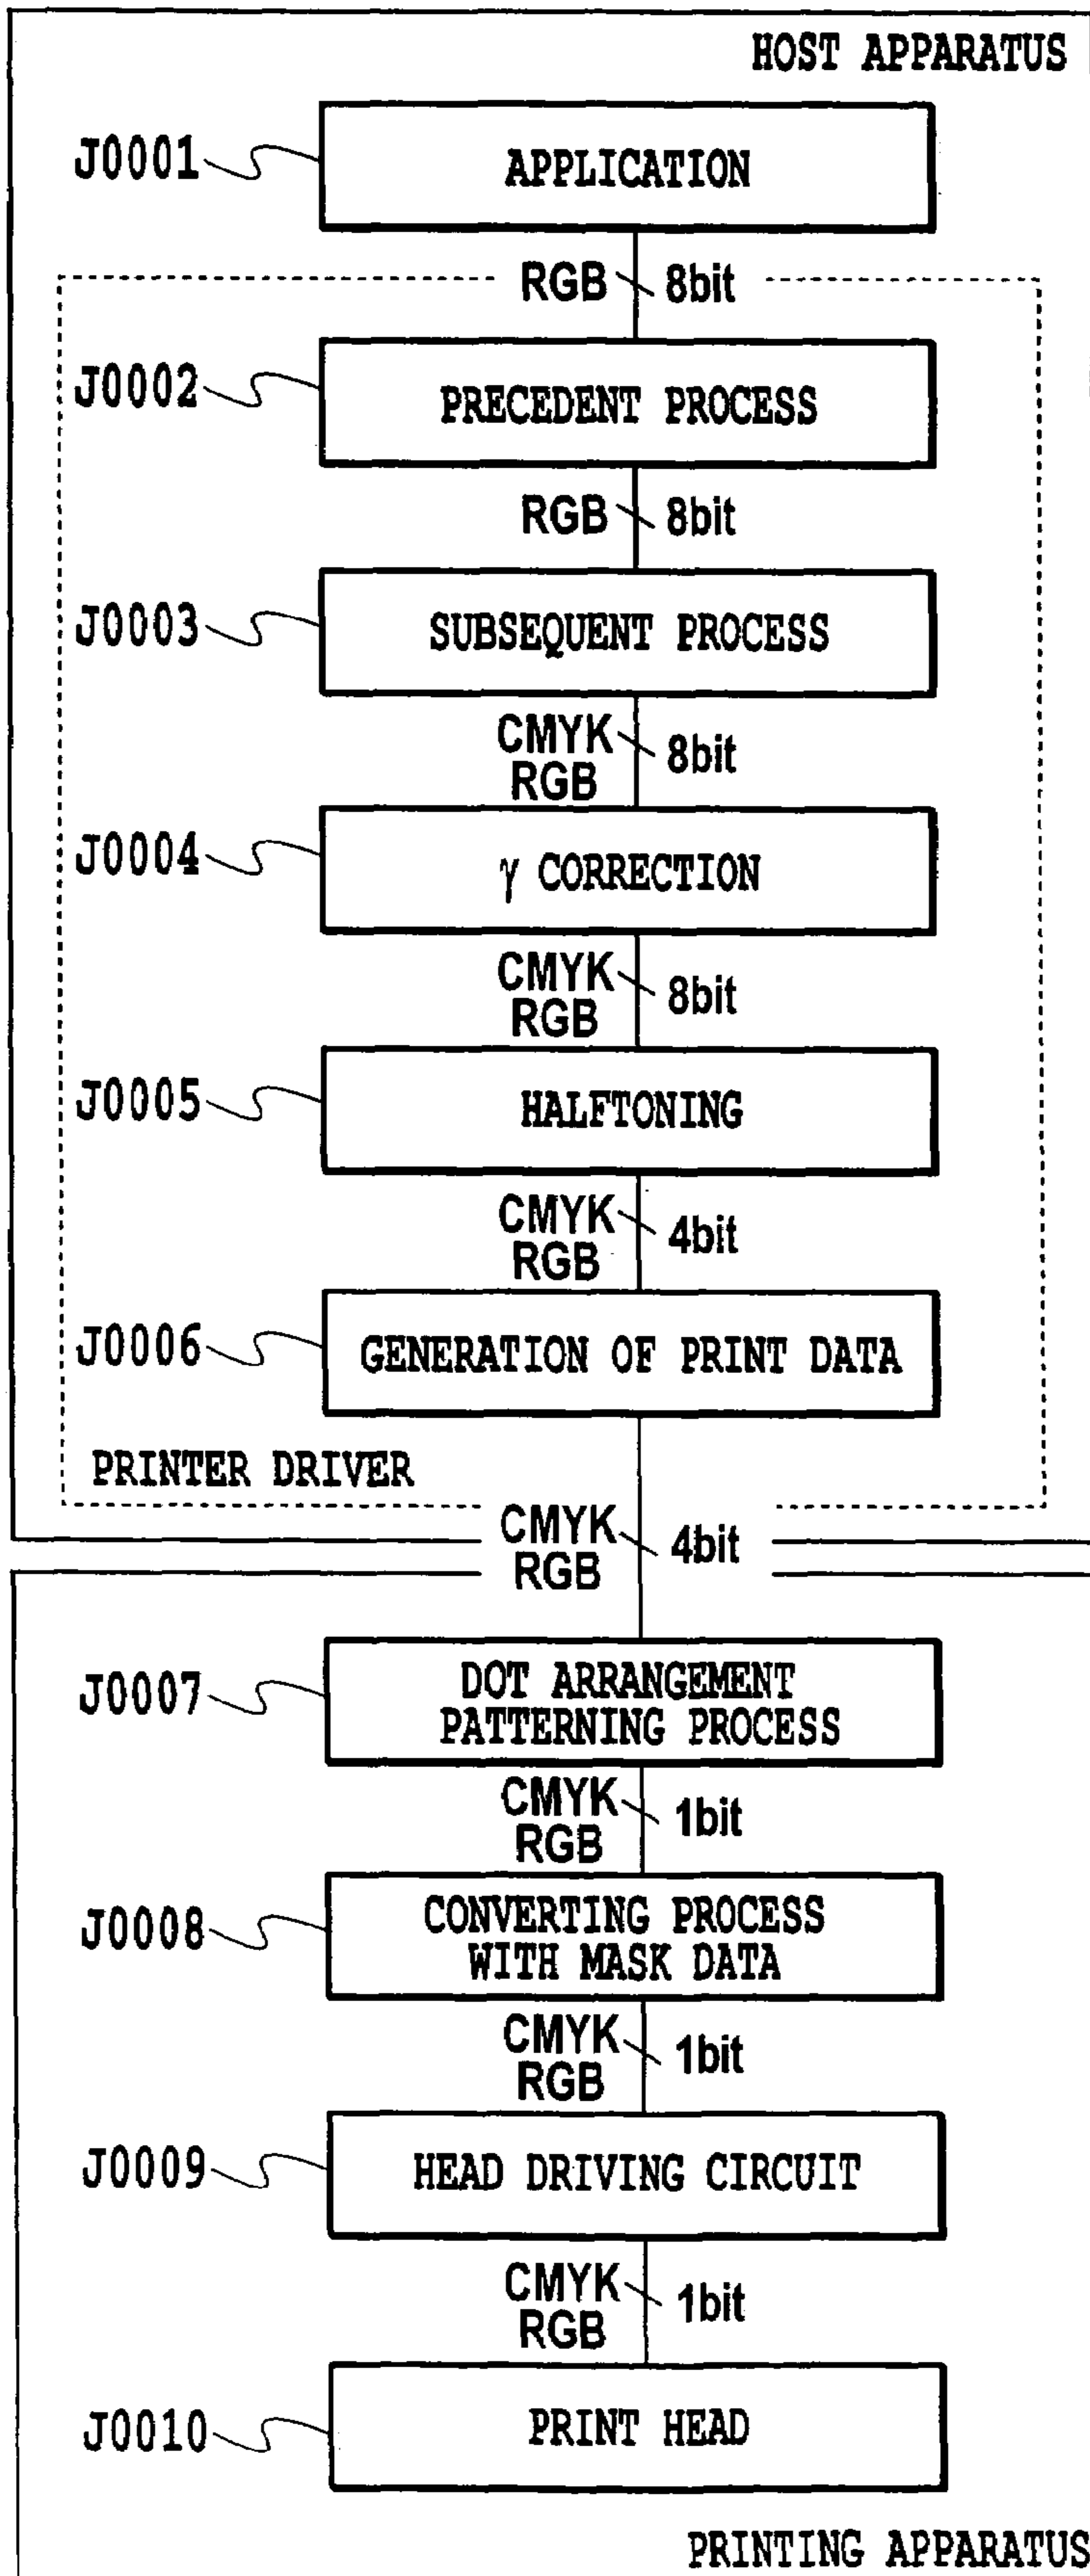 HOST APPARATUS
J0001
APPLICATION
RGB 8bit
J0002
PRECEDENT PROCESS
RGB 8bit
J0003
SUBSEQUENT PROCESS
CMYK
RGB
8bit
J0004
γ CORRECTION
CMYK
RGB
8bit
J0005
HALFTONING
CMYK
RGB
4bit
J0006
GENERATION OF PRINT DATA
PRINTER DRIVER
CMYK
RGB
4bit
J0007
DOT ARRANGEMENT
PATTERNING PROCESS
CMYK
RGB
1bit
J0008
CONVERTING PROCESS
WITH MASK DATA
CMYK
RGB
1bit
J0009
HEAD DRIVING CIRCUIT
CMYK
RGB
1bit
J0010
PRINT HEAD
PRINTING APPARATUS